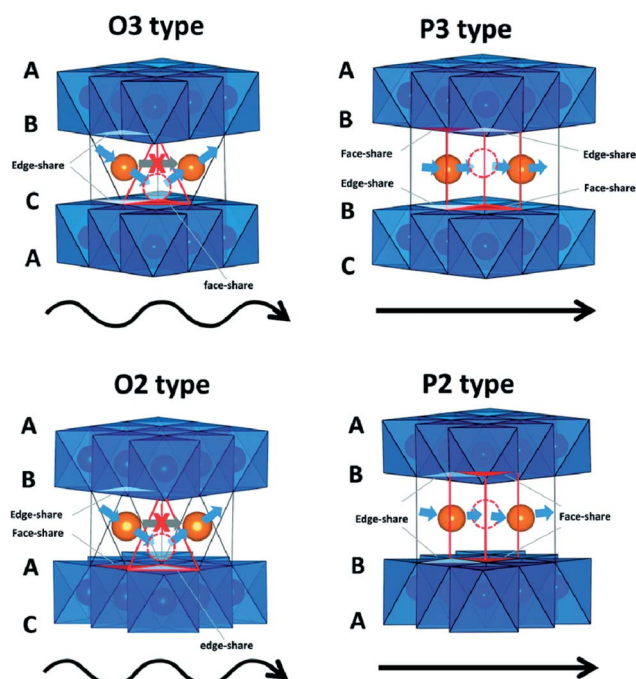 O3 type
A
B
Edge-share
C
A
face-share
X
P3 type
A
B
Face-share
Edge-share
Edge-share
Face-share
B
C
O2 type
A
B
Edge-share
Face-share
A
C
edge-share
X
P2 type
A
B
Edge-share
Face-share
B
A